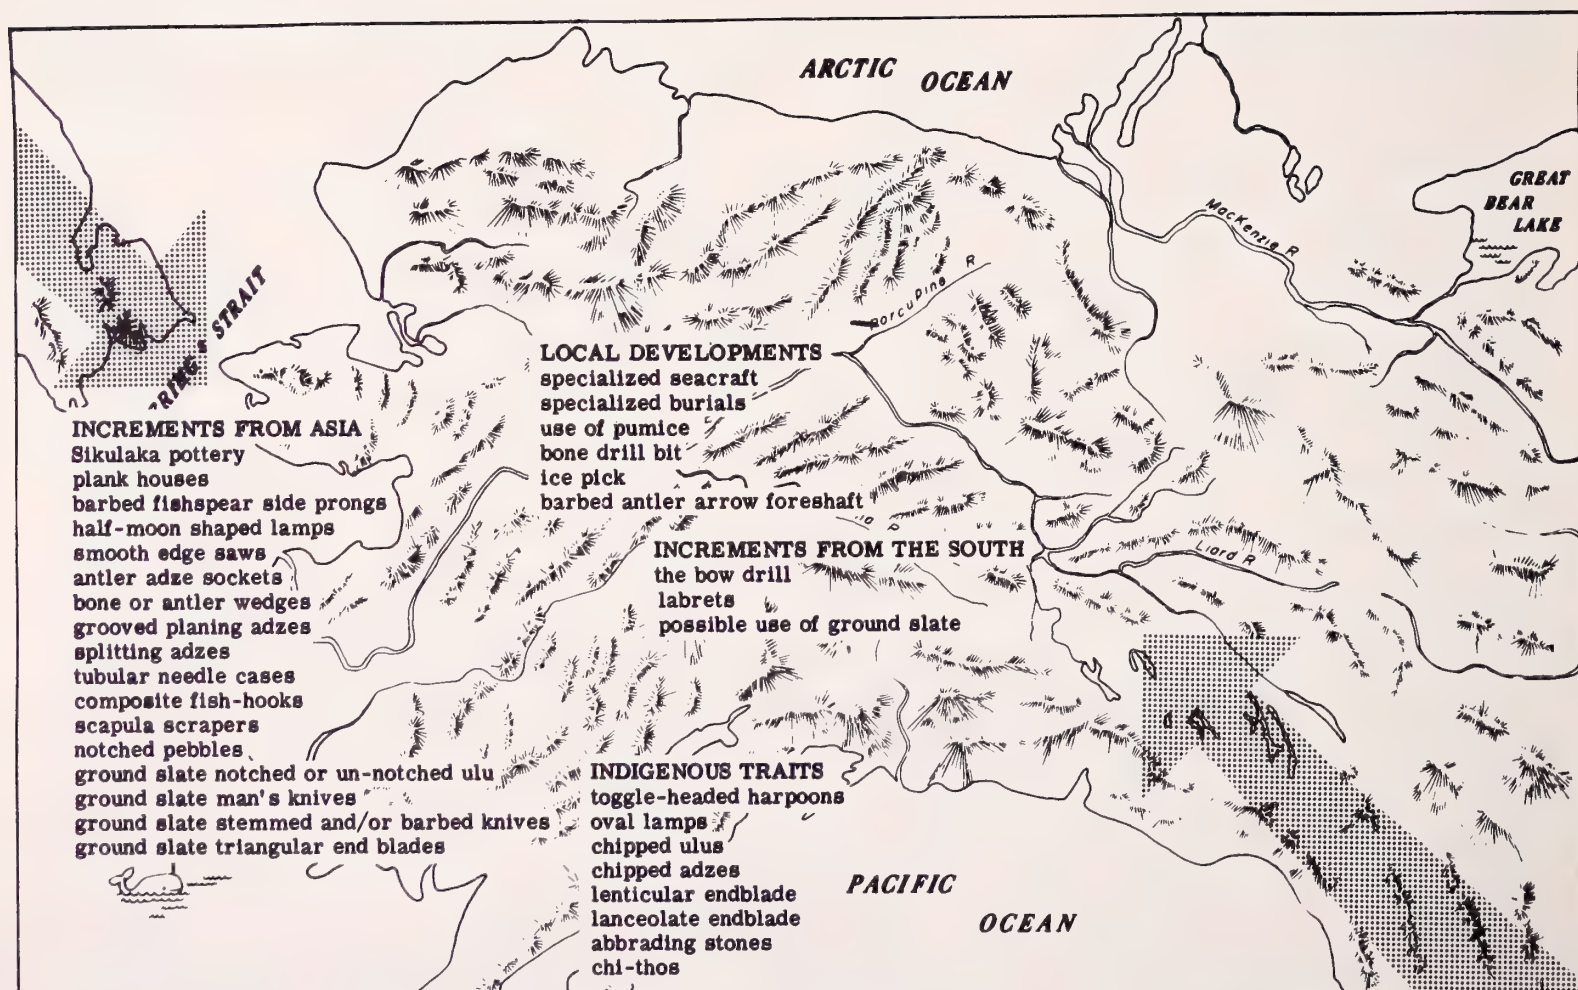 ARCTIC OCEAN
GREAT
BEAR
LAKE
MacKenzie R
Porcupine R
STRAIT
LOCAL DEVELOPMENTS
specialized seacraft
specialized burials
use of pumice
bone drill bit
ice pick
barbed antler arrow foreshaft
INCREMENTS FROM ASIA
Sikulaka pottery
plank houses
barbed fishspear side prongs
half-moon shaped lamps
smooth edge saws
antler adze sockets
bone or antler wedges
grooved planing adzes
splitting adzes
tubular needle cases
composite fish-hooks
scapula scrapers
notched pebbles
ground slate notched or un-notched ulu
ground slate man's knives
ground slate stemmed and/or barbed knives
ground slate triangular end blades
INCREMENTS FROM THE SOUTH
the bow drill
labrets
possible use of ground slate
Liard R
INDIGENOUS TRAITS
toggle-headed harpoons
oval lamps
chipped ulus
chipped adzes
lenticular endblade
lanceolate endblade
abbrading stones
chi-thos
PACIFIC
OCEAN